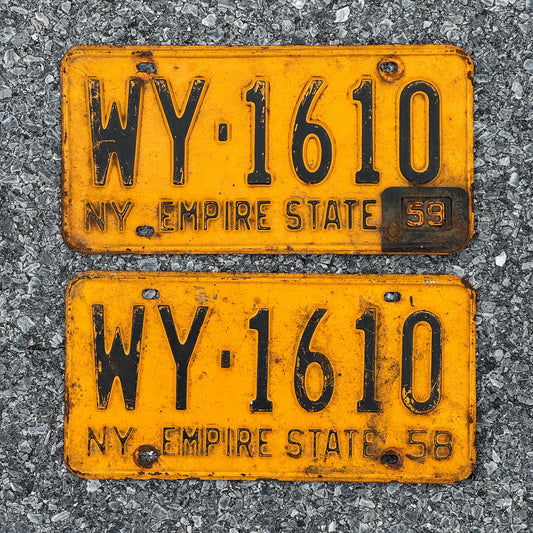 WY·1610
NY EMPIRE STATE 59
WY·1610
NY EMPIRE STATE 58